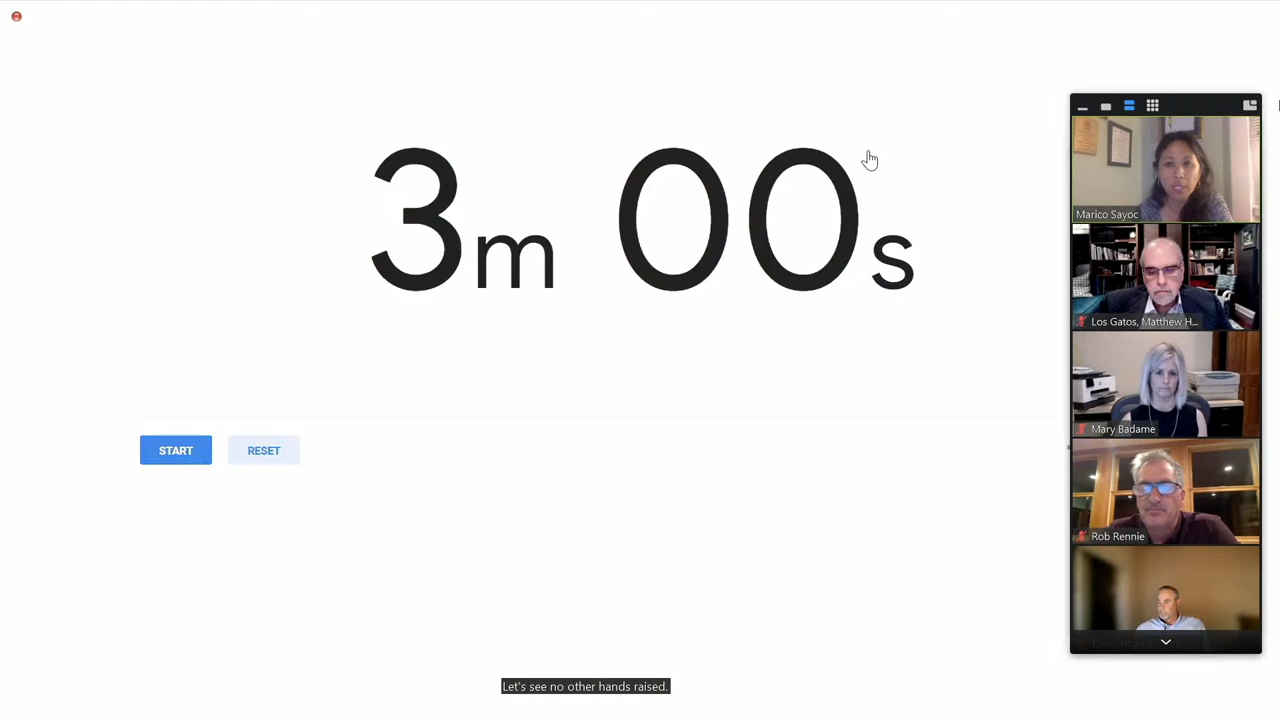 3m 00s
START
RESET
Marico Sayoc
Los Gatos, Matthew H...
Mary Badame
Rob Rennie
Let's see no other hands raised.